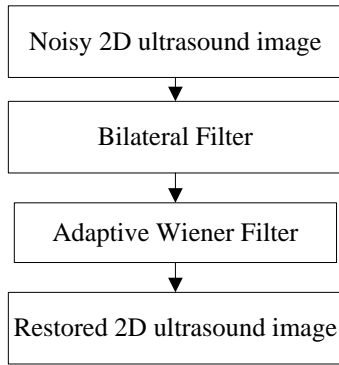 Noisy 2D ultrasound image
Bilateral Filter
Adaptive Wiener Filter
Restored 2D ultrasound image